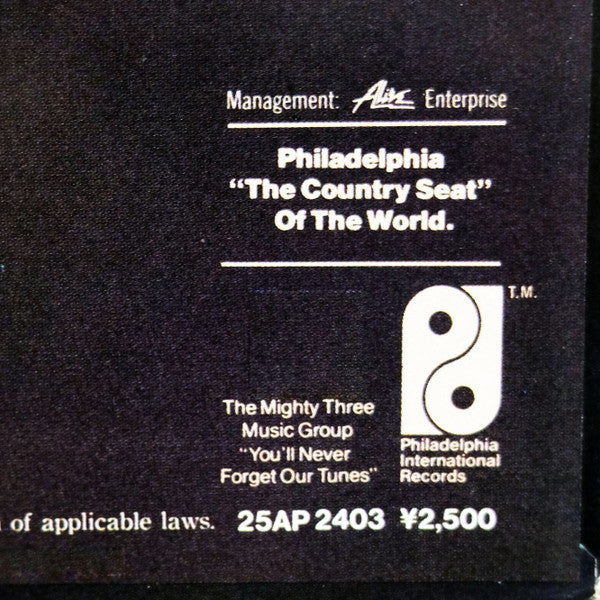 Management: Alive Enterprise
Philadelphia
"The Country Seat"
Of The World.
T.M.
The Mighty Three
Music Group
"You'll Never
Forget Our Tunes"
Philadelphia
International
Records
of applicable laws. 25AP 2403 ¥2,500